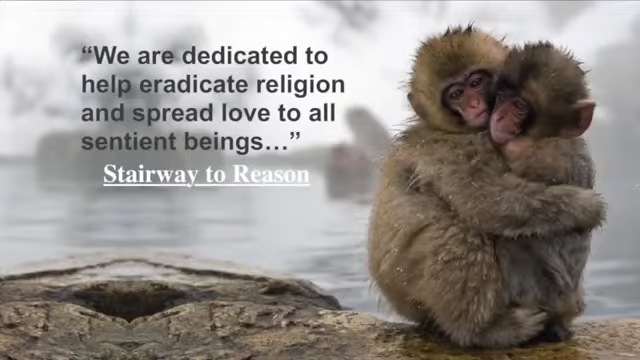 “We are dedicated to
help eradicate religion
and spread love to all
sentient beings…”
Stairway to Reason